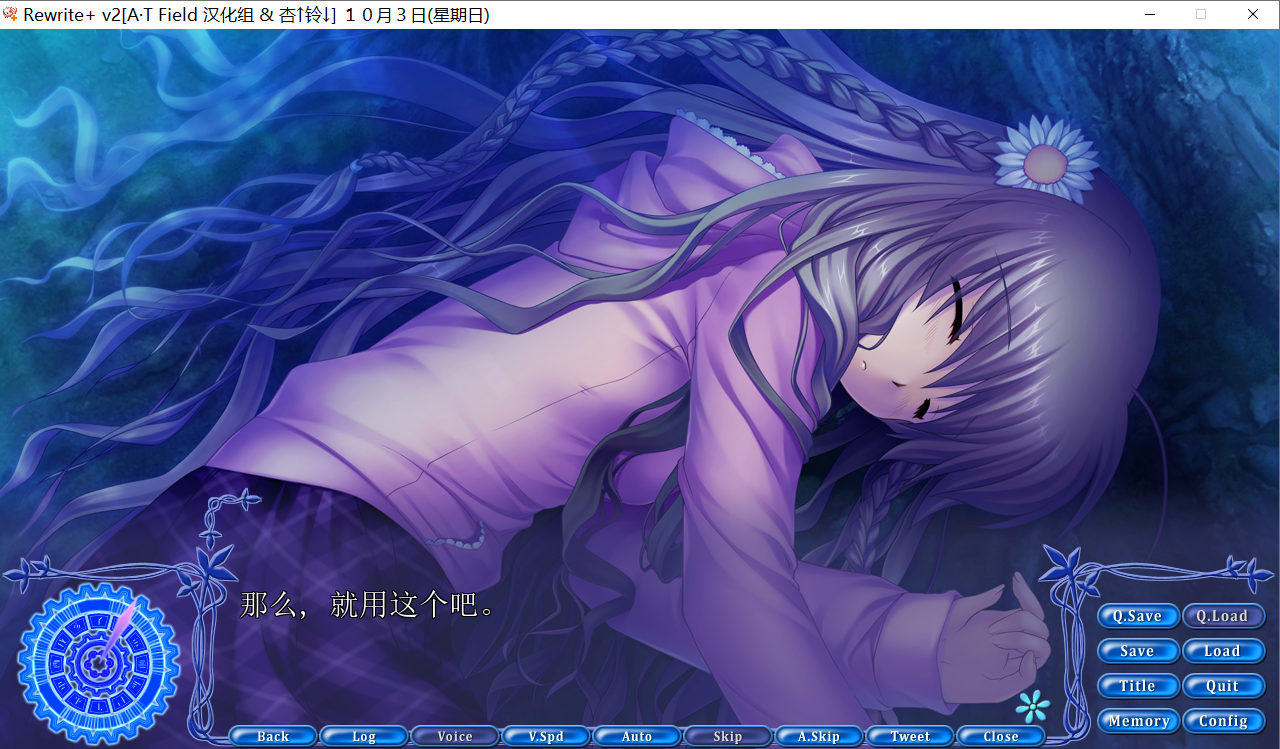 Rewrite+ v2[A·T Field 汉化组 & 杏↑铃↓] １０月３日(星期日)
那么，就用这个吧。
Q.Save Q.Load
Save Load
Title Quit
Memory Config
Back Log Voice V.Spd Auto Skip A.Skip Tweet Close